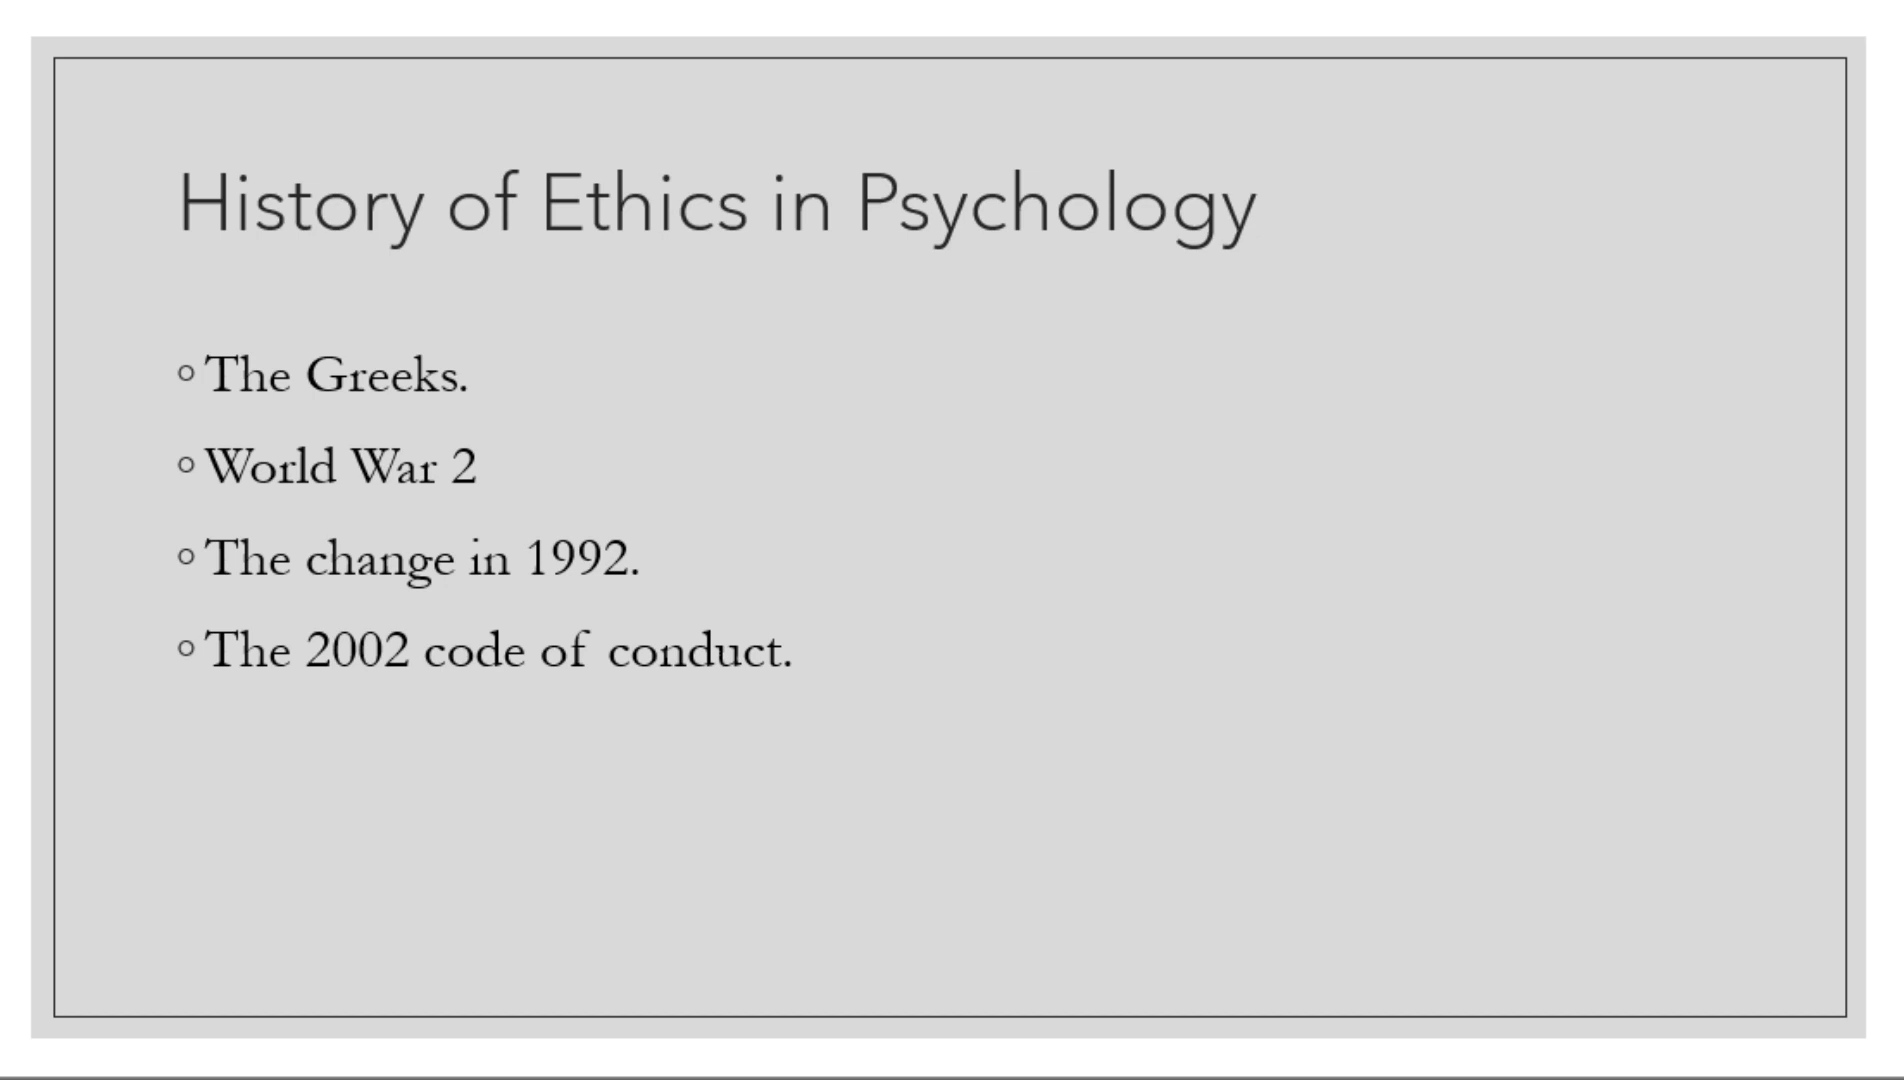 History of Ethics in Psychology
◦ The Greeks.
◦ World War 2
◦ The change in 1992.
◦ The 2002 code of conduct.